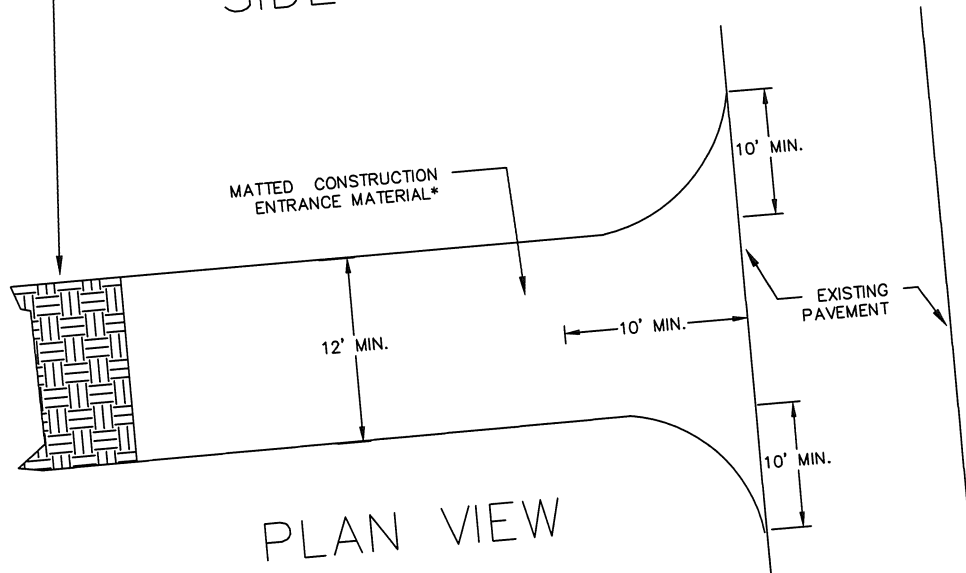 SIDE
10' MIN.
MATTED CONSTRUCTION
ENTRANCE MATERIAL*
EXISTING
PAVEMENT
10' MIN.
12' MIN.
10' MIN.
PLAN VIEW